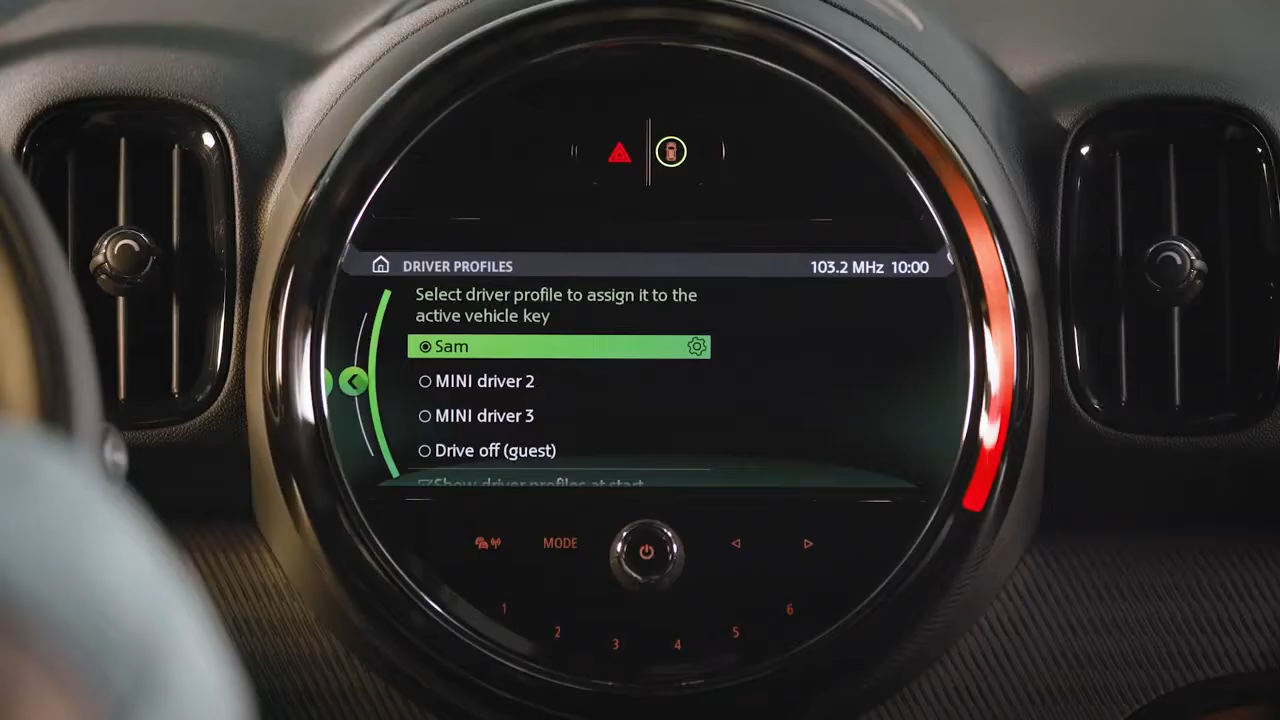 DRIVER PROFILES 103.2 MHz 10:00
Select driver profile to assign it to the
active vehicle key
Sam
MINI driver 2
MINI driver 3
Drive off (guest)
Show driver profiles at start
MODE
1 2 3 4 5 6